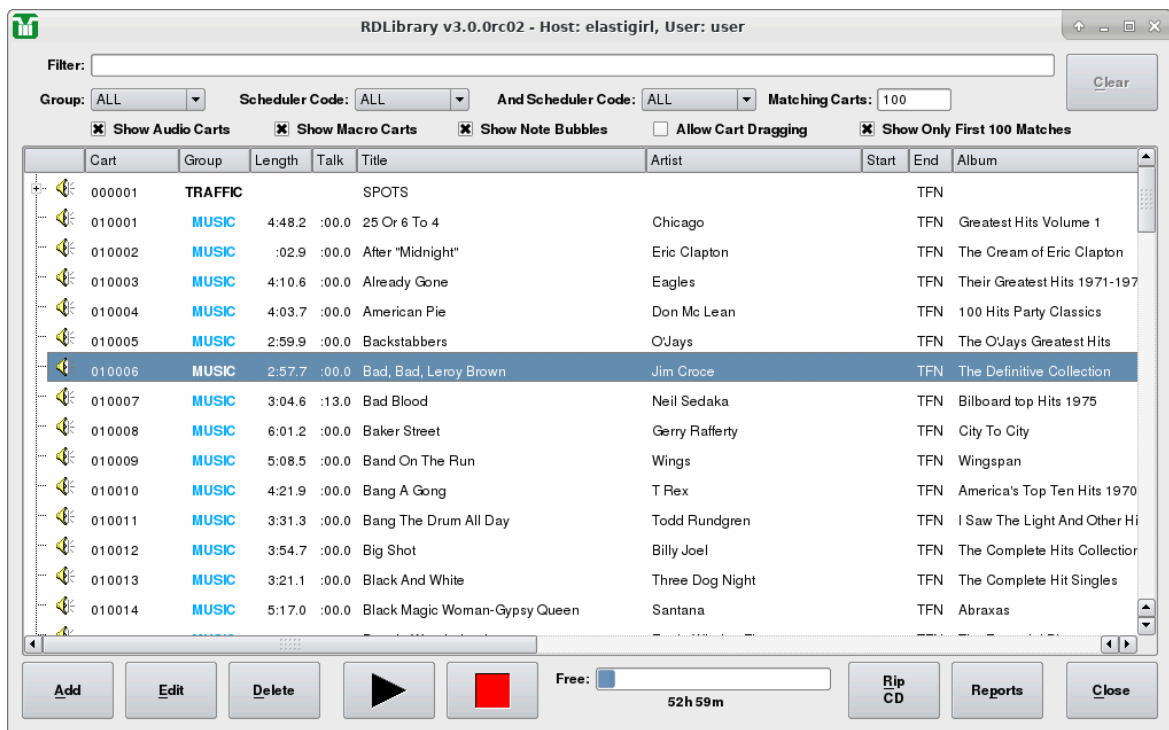 RDLibrary v3.0.0rc02 - Host: elastigirl, User: user
Filter:
Clear
Group: ALL Scheduler Code: ALL And Scheduler Code: ALL Matching Carts: 100
Show Audio Carts Show Macro Carts Show Note Bubbles Allow Cart Dragging Show Only First 100 Matches
Cart Group Length Talk Title Artist Start End Album
000001 TRAFFIC SPOTS TFN
010001 MUSIC 4:48.2 :00.0 25 Or 6 To 4 Chicago TFN Greatest Hits Volume 1
010002 MUSIC :02.9 :00.0 After "Midnight" Eric Clapton TFN The Cream of Eric Clapton
010003 MUSIC 4:10.6 :00.0 Already Gone Eagles TFN Their Greatest Hits 1971-197
010004 MUSIC 4:03.7 :00.0 American Pie Don Mc Lean TFN 100 Hits Party Classics
010005 MUSIC 2:59.9 :00.0 Backstabbers O'Jays TFN The O'Jays Greatest Hits
010006 MUSIC 2:57.7 :00.0 Bad, Bad, Leroy Brown Jim Croce TFN The Definitive Collection
010007 MUSIC 3:04.6 :13.0 Bad Blood Neil Sedaka TFN Bilboard top Hits 1975
010008 MUSIC 6:01.2 :00.0 Baker Street Gerry Rafferty TFN City To City
010009 MUSIC 5:08.5 :00.0 Band On The Run Wings TFN Wingspan
010010 MUSIC 4:21.9 :00.0 Bang A Gong T Rex TFN America's Top Ten Hits 1970
010011 MUSIC 3:31.3 :00.0 Bang The Drum All Day Todd Rundgren TFN I Saw The Light And Other Hi
010012 MUSIC 3:54.7 :00.0 Big Shot Billy Joel TFN The Complete Hits Collection
010013 MUSIC 3:21.1 :00.0 Black And White Three Dog Night TFN The Complete Hit Singles
010014 MUSIC 5:17.0 :00.0 Black Magic Woman-Gypsy Queen Santana TFN Abraxas
Add Edit Delete Free: 52h 59m Rip CD Reports Close